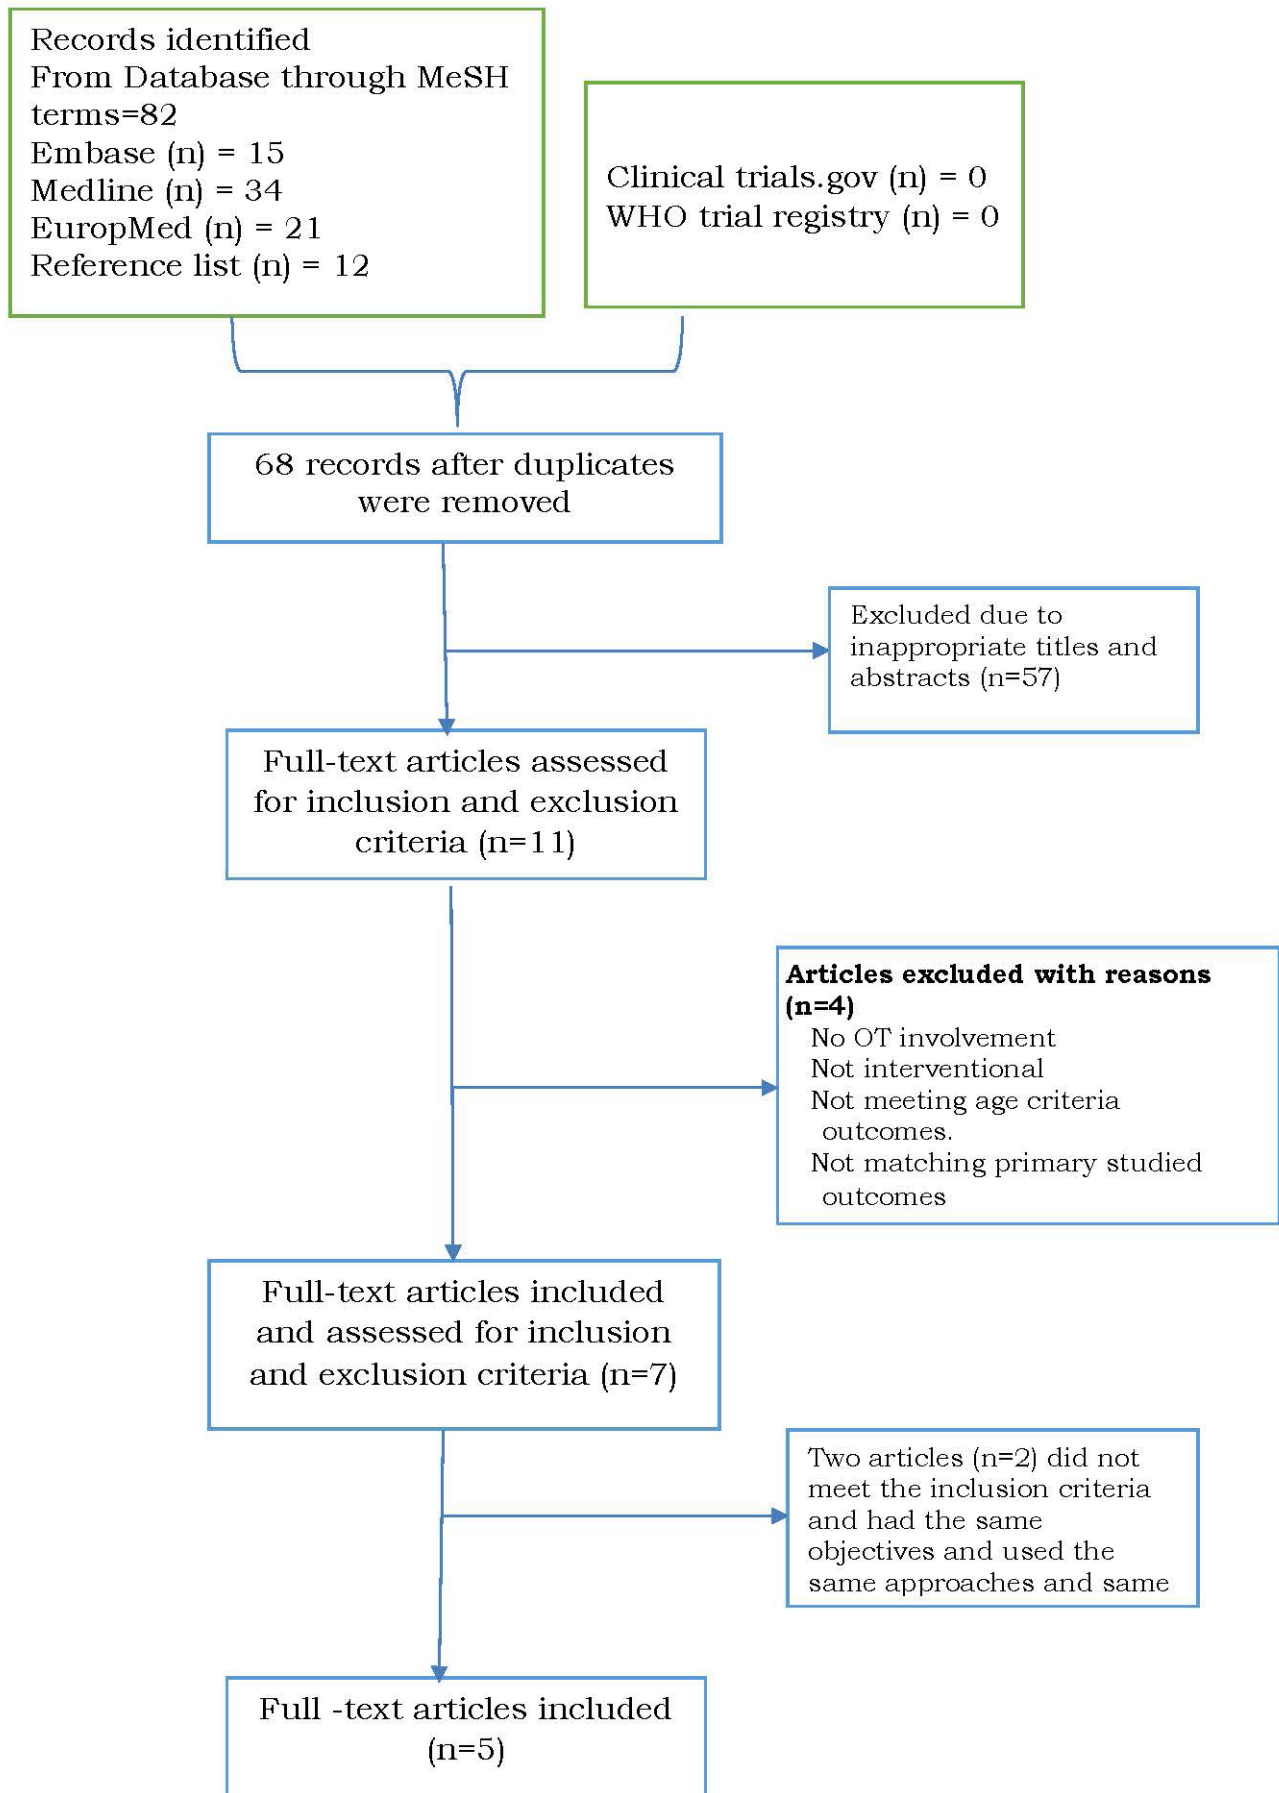 Records identified
From Database through MeSH
terms=82
Embase (n) = 15
Medline (n) = 34
EuropMed (n) = 21
Reference list (n) = 12
Clinical trials.gov (n) = 0
WHO trial registry (n) = 0
68 records after duplicates
were removed
Excluded due to
inappropriate titles and
abstracts (n=57)
Full-text articles assessed
for inclusion and exclusion
criteria (n=11)
Articles excluded with reasons
(n=4)
No OT involvement
Not interventional
Not meeting age criteria
outcomes.
Not matching primary studied
outcomes
Full-text articles included
and assessed for inclusion
and exclusion criteria (n=7)
Two articles (n=2) did not
meet the inclusion criteria
and had the same
objectives and used the
same approaches and same
Full -text articles included
(n=5)